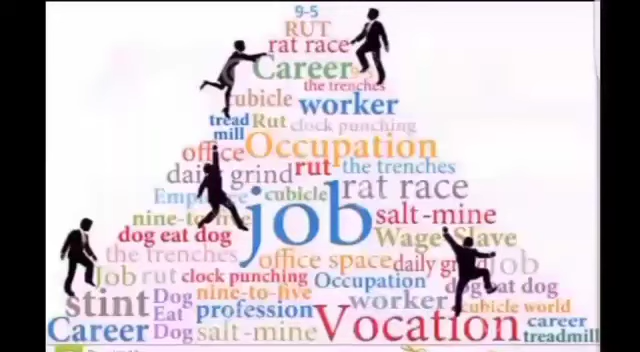 9-5
RUT
rat race
Career 9-5
the trenches
cubicle worker
tread mill Rut clock punching
office Occupation
rut the trenches
daily grind rat race
cubicle
job salt-mine
nine-to-five
dog eat dog Wage Slave
the trenches office space daily job
Job rut clock punching Occupation dog eat dog
stint Dog Eat Dog nine-to-five worker cubicle world
profession
Career salt-mine Vocation career treadmill